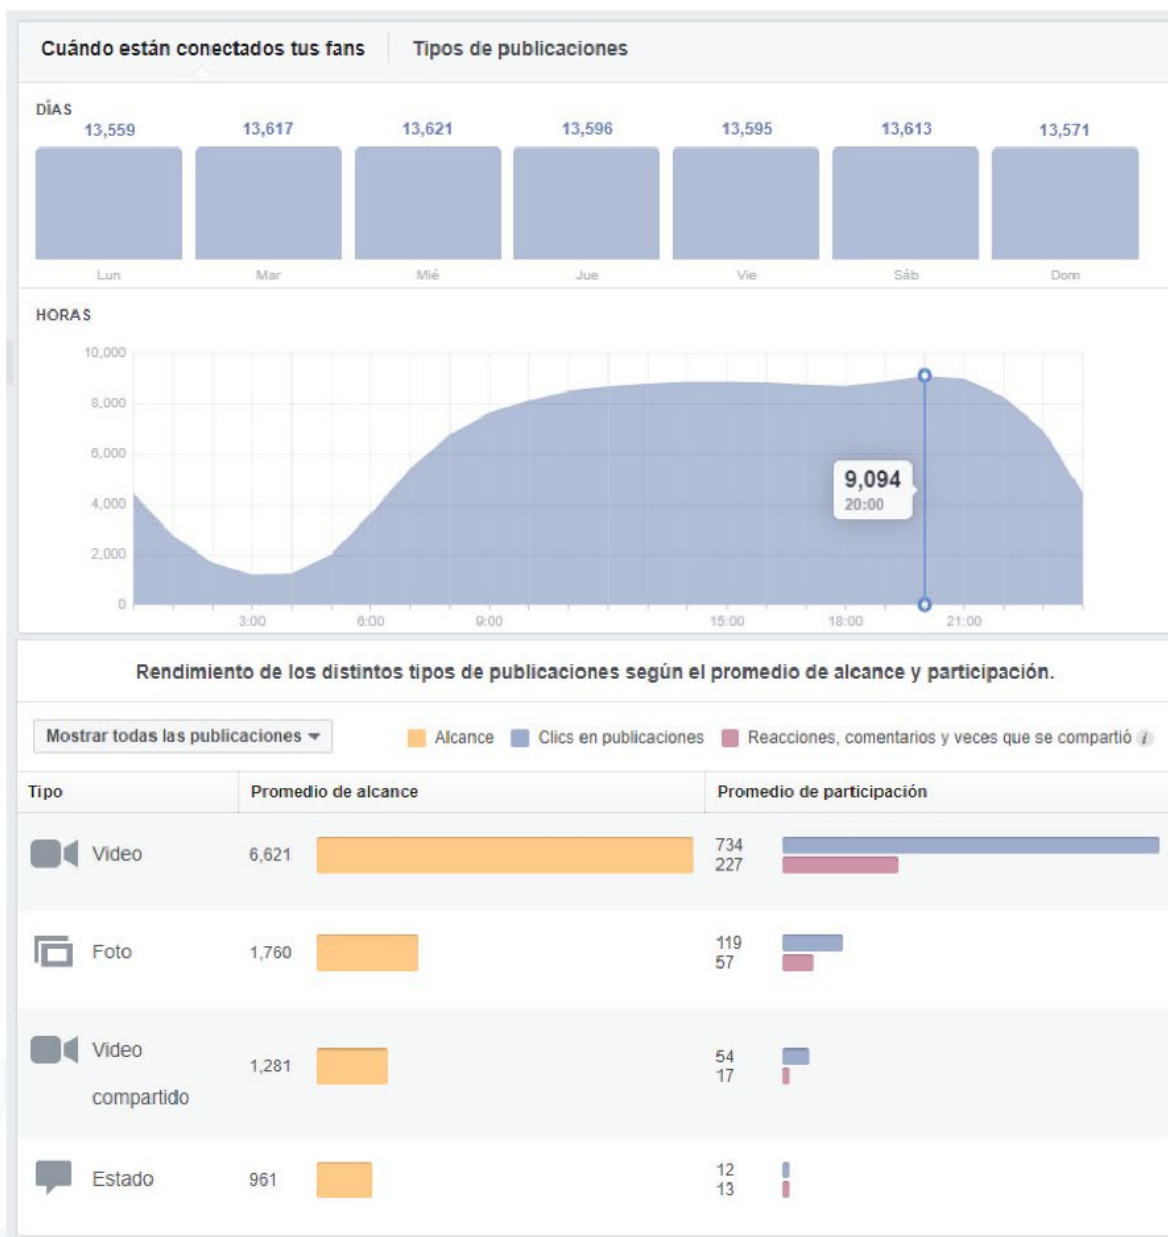 Cuándo están conectados tus fans Tipos de publicaciones
DÍAS
13,559 13,617 13,621 13,596 13,595 13,613 13,571
Lun Mar Mié Jue Vie Sáb Dom
HORAS
10,000
8,000
6,000
4,000
2,000
0
9,094
20:00
3:00 6:00 9:00 15:00 18:00 21:00
Rendimiento de los distintos tipos de publicaciones según el promedio de alcance y participación.
Mostrar todas las publicaciones Alcance Clics en publicaciones Reacciones, comentarios y veces que se compartió i
Tipo Promedio de alcance Promedio de participación
Video 6,621 734
227
Foto 1,760 119
57
Video
compartido
1,281 54
17
Estado 961 12
13